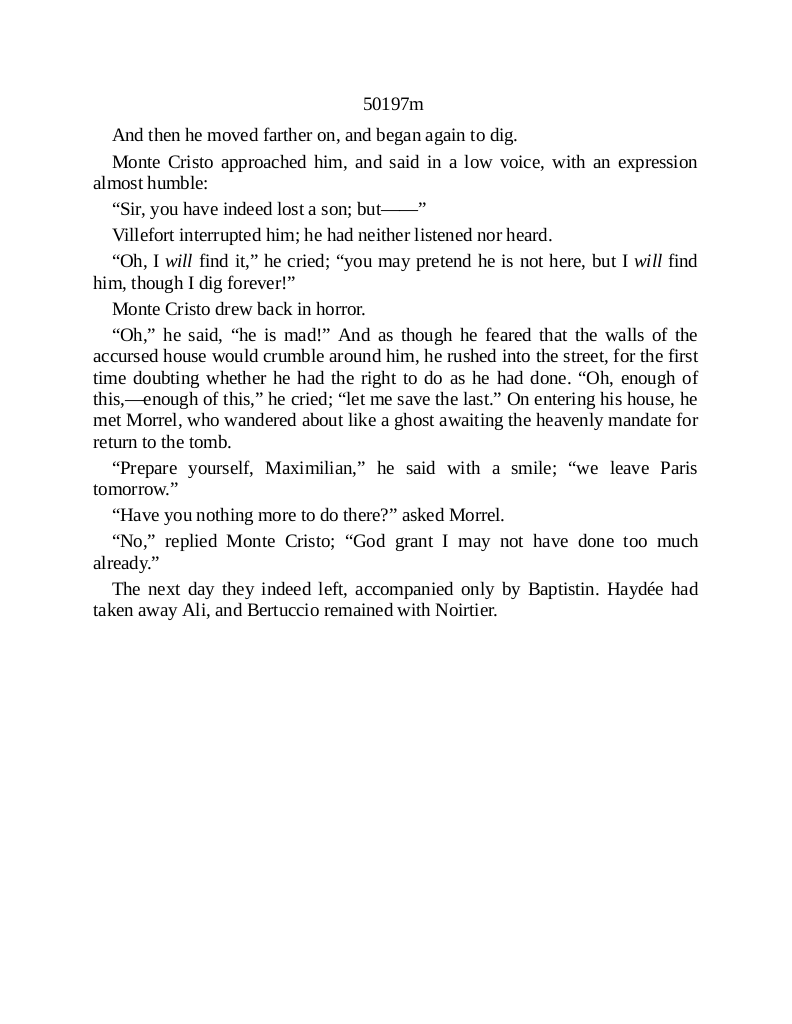 50197m
And then he moved farther on, and began again to dig.
Monte Cristo approached him, and said in a low voice, with an expression
almost humble:
“Sir, you have indeed lost a son; but——”
Villefort interrupted him; he had neither listened nor heard.
“Oh, I will find it,” he cried; “you may pretend he is not here, but I will find
him, though I dig forever!”
Monte Cristo drew back in horror.
“Oh,” he said, “he is mad!” And as though he feared that the walls of the
accursed house would crumble around him, he rushed into the street, for the first
time doubting whether he had the right to do as he had done. “Oh, enough of
this,—enough of this,” he cried; “let me save the last.” On entering his house, he
met Morrel, who wandered about like a ghost awaiting the heavenly mandate for
return to the tomb.
“Prepare yourself, Maximilian,” he said with a smile; “we leave Paris
tomorrow.”
“Have you nothing more to do there?” asked Morrel.
“No,” replied Monte Cristo; “God grant I may not have done too much
already.”
The next day they indeed left, accompanied only by Baptistin. Haydée had
taken away Ali, and Bertuccio remained with Noirtier.